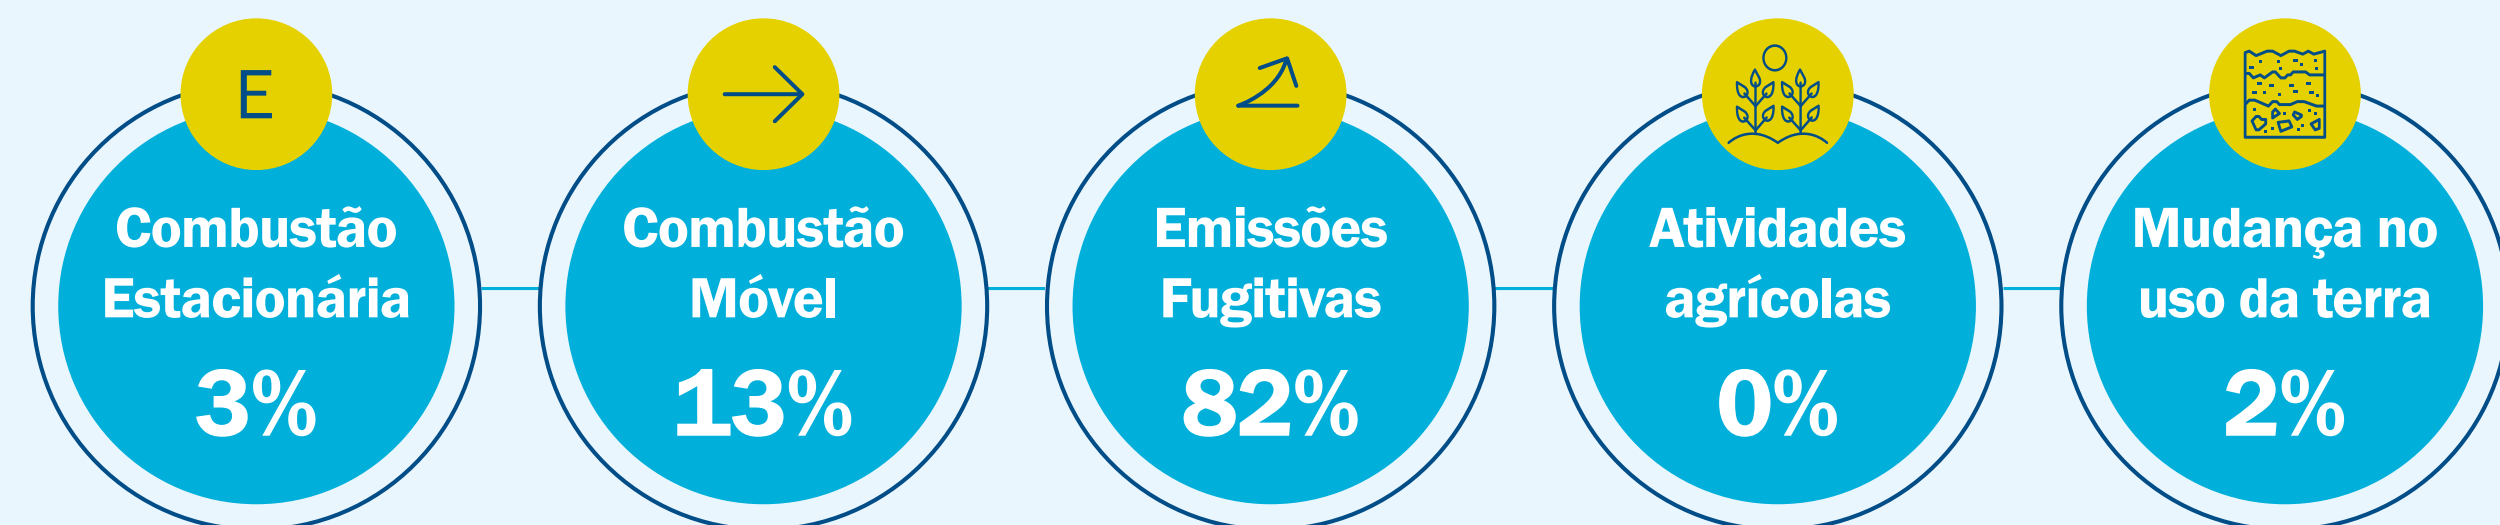 E
Combustão
Estacionária
3%
Combustão
Móvel
13%
Emissões
Fugitivas
82%
Atividades
agrícolas
0%
Mudança no
uso da terra
2%